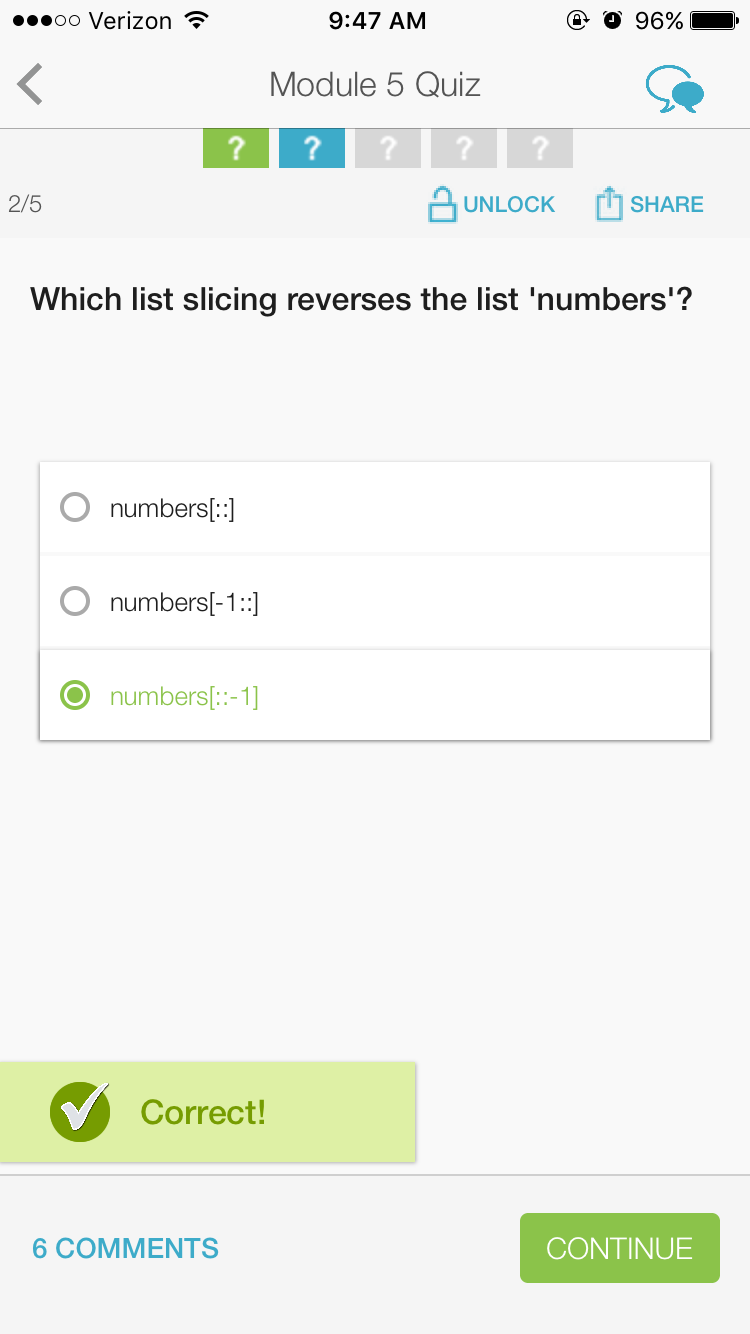 Verizon 9:47 AM 96%
Module 5 Quiz
? ? ? ? ?
2/5 UNLOCK SHARE
Which list slicing reverses the list 'numbers'?
numbers[::]
numbers[-1::]
numbers[::-1]
Correct!
6 COMMENTS CONTINUE